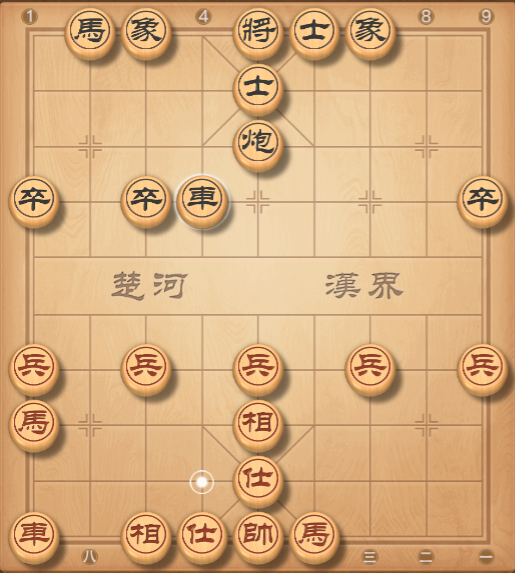 1 4 8 9
馬 象 將 士 象
士
炮
卒 卒 車 卒
楚河 漢界
兵 兵 兵 兵 兵
馬 相
仕
車 相 仕 帥 馬
八 三 二 一